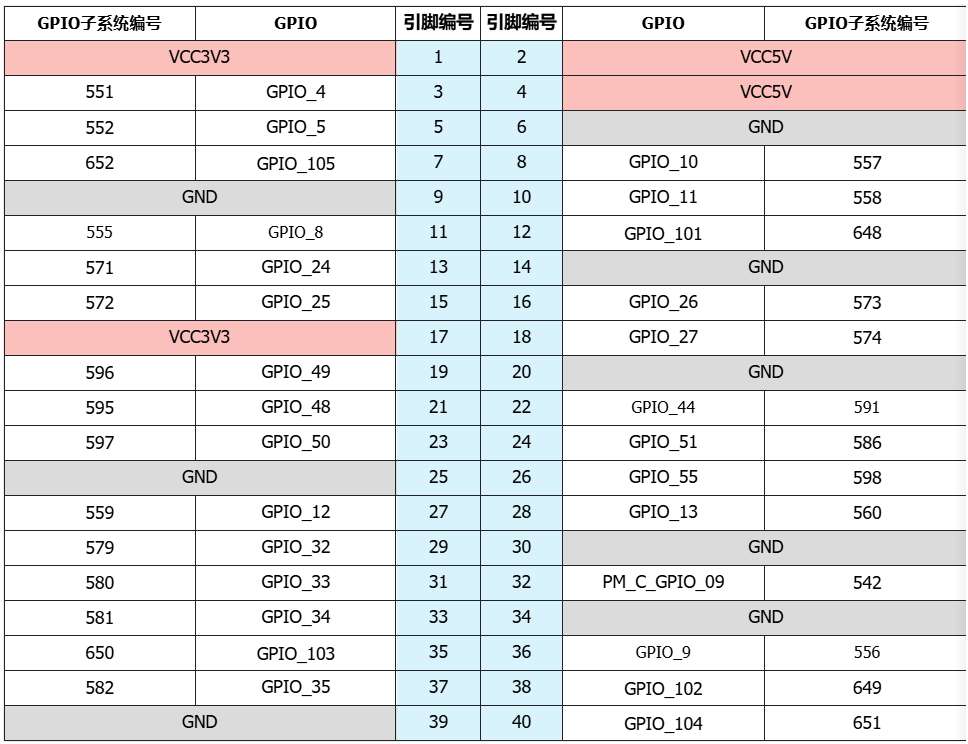 GPIO子系统编号 GPIO 引脚编号 引脚编号 GPIO GPIO子系统编号
VCC3V3 1 2 VCC5V
551 GPIO_4 3 4 VCC5V
552 GPIO_5 5 6 GND
652 GPIO_105 7 8 GPIO_10 557
GND 9 10 GPIO_11 558
555 GPIO_8 11 12 GPIO_101 648
571 GPIO_24 13 14 GND
572 GPIO_25 15 16 GPIO_26 573
VCC3V3 17 18 GPIO_27 574
596 GPIO_49 19 20 GND
595 GPIO_48 21 22 GPIO_44 591
597 GPIO_50 23 24 GPIO_51 586
GND 25 26 GPIO_55 598
559 GPIO_12 27 28 GPIO_13 560
579 GPIO_32 29 30 GND
580 GPIO_33 31 32 PM_C_GPIO_09 542
581 GPIO_34 33 34 GND
650 GPIO_103 35 36 GPIO_9 556
582 GPIO_35 37 38 GPIO_102 649
GND 39 40 GPIO_104 651